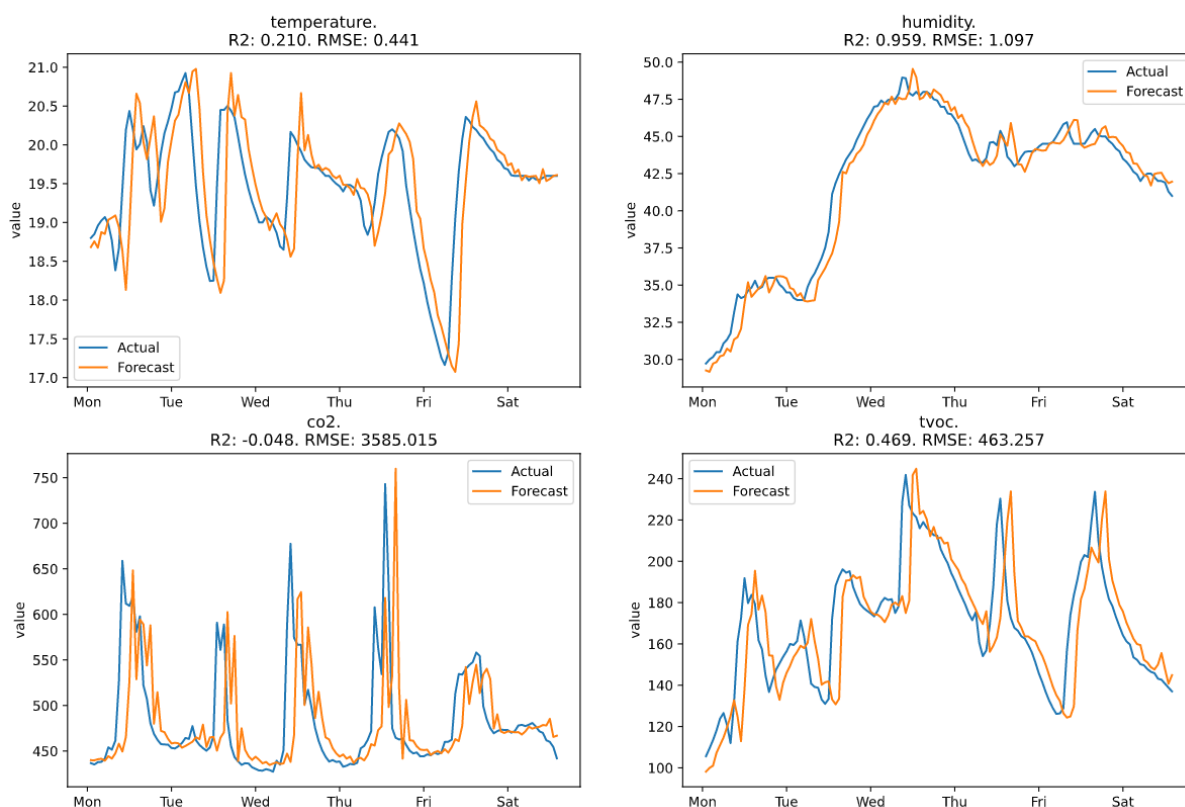 temperature.
R2: 0.210. RMSE: 0.441
21.0
20.5
20.0
19.5
19.0
18.5
18.0
17.5
17.0
value
Actual
Forecast
Mon Tue Wed Thu Fri Sat
humidity.
R2: 0.959. RMSE: 1.097
50.0
47.5
45.0
42.5
40.0
37.5
35.0
32.5
30.0
value
Actual
Forecast
Mon Tue Wed Thu Fri Sat
co2.
R2: -0.048. RMSE: 3585.015
750
700
650
600
550
500
450
value
Actual
Forecast
Mon Tue Wed Thu Fri Sat
tvoc.
R2: 0.469. RMSE: 463.257
240
220
200
180
160
140
120
100
value
Actual
Forecast
Mon Tue Wed Thu Fri Sat